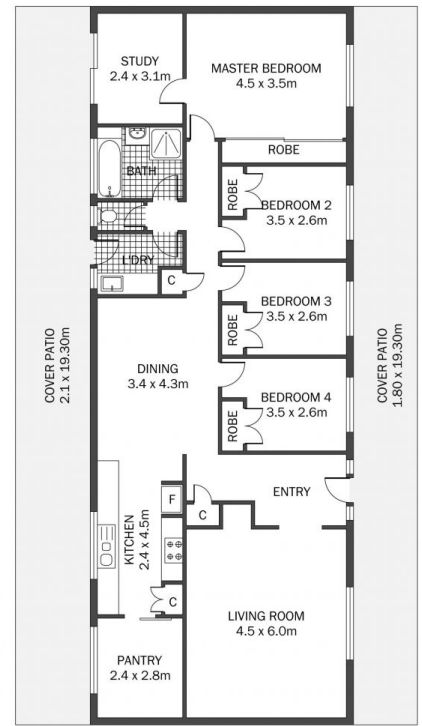 STUDY
2.4 x 3.1m
MASTER BEDROOM
4.5 x 3.5m
ROBE
BATH
ROBE
BEDROOM 2
3.5 x 2.6m
L'DRY
C
BEDROOM 3
3.5 x 2.6m
ROBE
COVER PATIO
2.1 x 19.30m
DINING
3.4 x 4.3m
COVER PATIO
1.80 x 19.30m
BEDROOM 4
3.5 x 2.6m
ROBE
ENTRY
F
C
KITCHEN
2.4 x 4.5m
C
LIVING ROOM
4.5 x 6.0m
PANTRY
2.4 x 2.8m